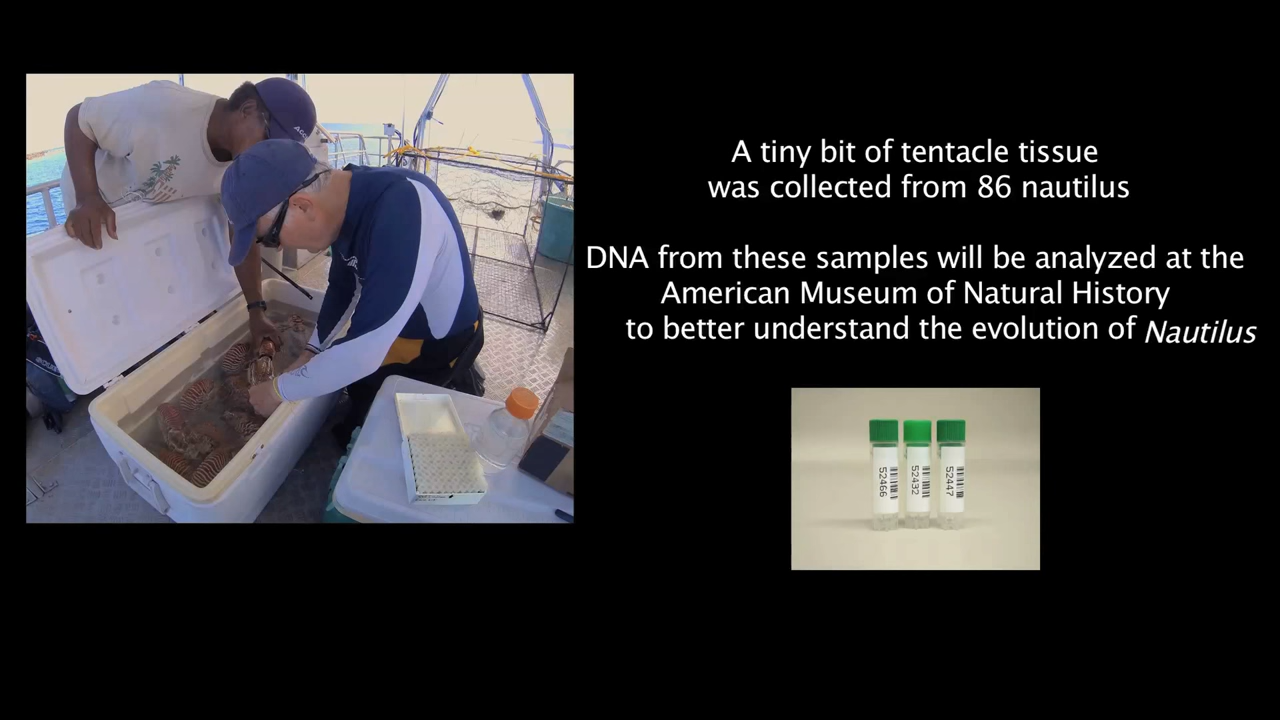 A tiny bit of tentacle tissue
was collected from 86 nautilus
DNA from these samples will be analyzed at the
American Museum of Natural History
to better understand the evolution of Nautilus
52466
52432
52447